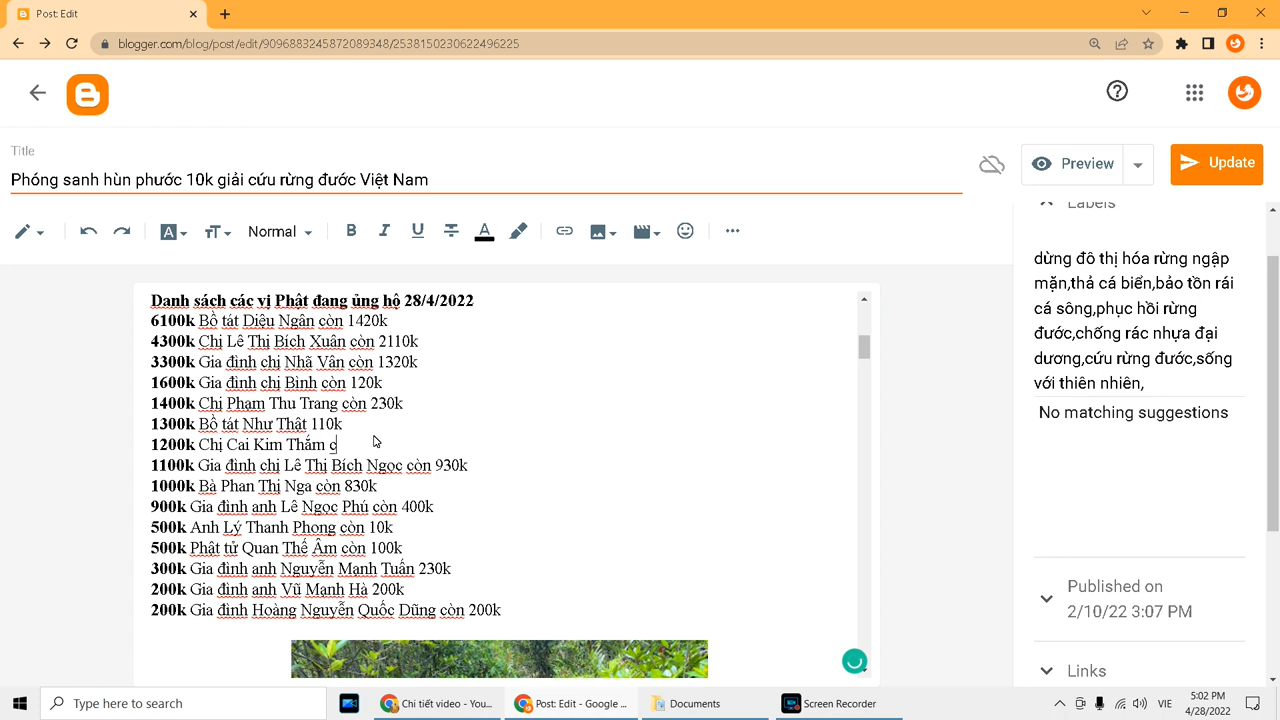 Post: Edit
blogger.com/blog/post/edit/9096883245872089348/2538150230622496225
Title
Phóng sanh hùn phước 10k giải cứu rừng đước Việt Nam
Preview
Update
Normal
Labels
dừng đô thị hóa rừng ngập
mặn,thả cá biển,bảo tồn rái
cá sông,phục hồi rừng
đước,chống rác nhựa đại
dương,cứu rừng đước,sống
với thiên nhiên,
No matching suggestions
Danh sách các vị Phật đang ủng hộ 28/4/2022
6100k Bồ tát Diệu Ngân còn 1420k
4300k Chị Lê Thị Bích Xuân còn 2110k
3300k Gia đình chị Nhã Vân còn 1320k
1600k Gia đình chị Bình còn 120k
1400k Chị Phạm Thu Trang còn 230k
1300k Bồ tát Như Thật 110k
1200k Chị Cai Kim Thắm c
1100k Gia đình chị Lê Thị Bích Ngọc còn 930k
1000k Bà Phan Thị Nga còn 830k
900k Gia đình anh Lê Ngọc Phú còn 400k
500k Anh Lý Thanh Phong còn 10k
500k Phật tử Quan Thế Âm còn 100k
300k Gia đình anh Nguyễn Mạnh Tuấn 230k
200k Gia đình anh Vũ Mạnh Hà 200k
200k Gia đình Hoàng Nguyễn Quốc Dũng còn 200k
Published on
2/10/22 3:07 PM
Links
Type here to search
Chi tiết video - You...
Post: Edit - Google ...
Documents
Screen Recorder
VIE
5:02 PM
4/28/2022